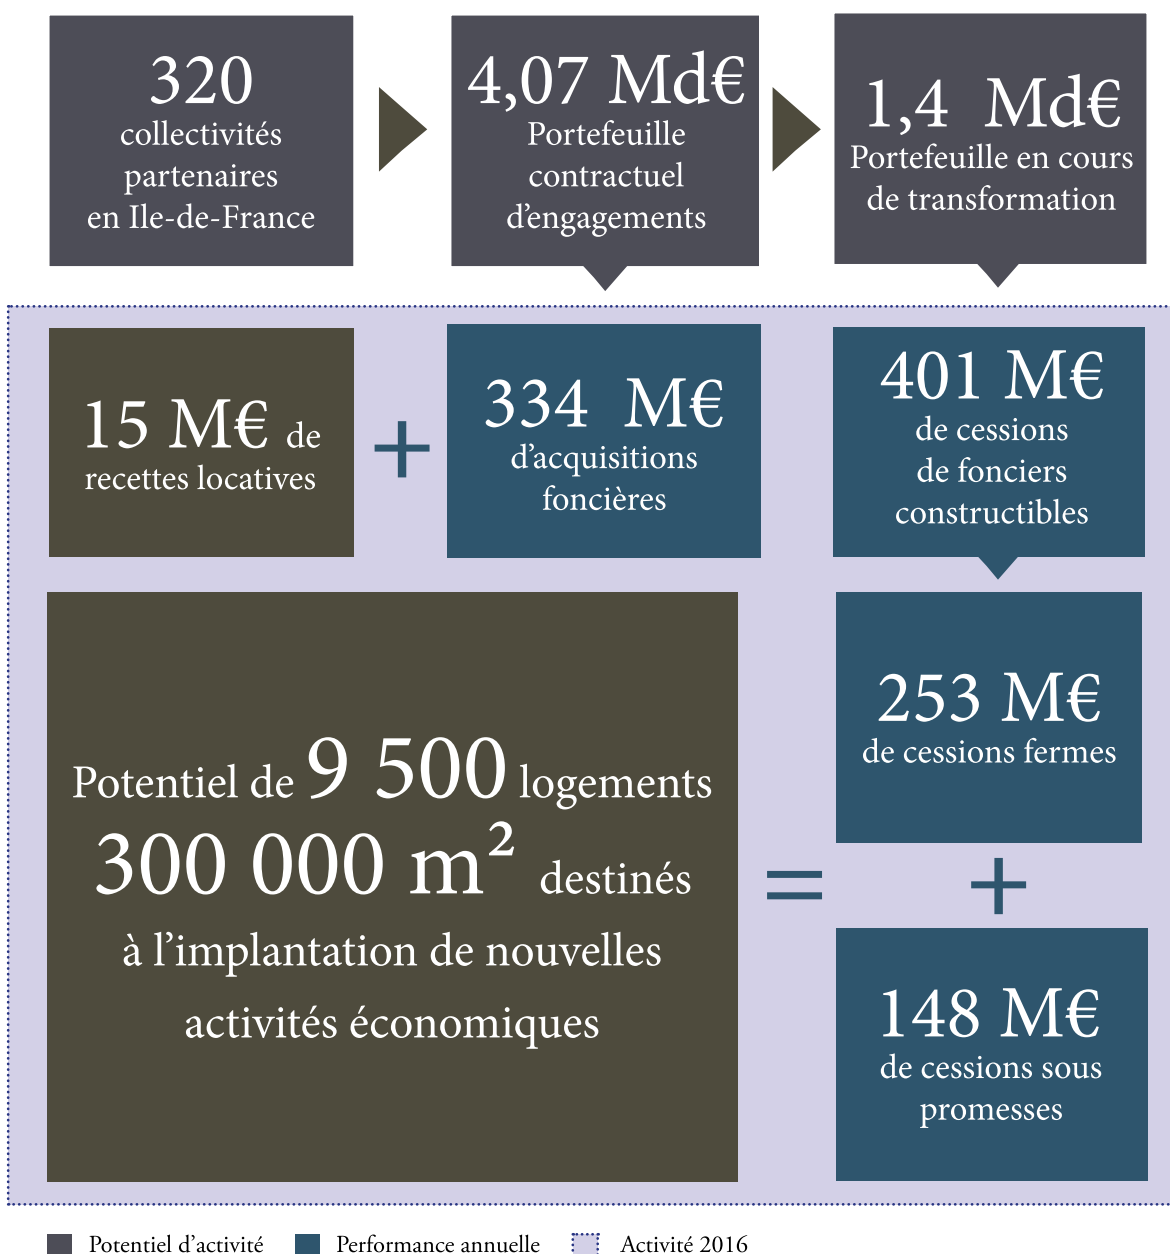 320
collectivités
partenaires
en Ile-de-France
4,07 Md€
Portefeuille
contractuel
d’engagements
1,4 Md€
Portefeuille en cours
de transformation
15 M€ de
recettes locatives
+
334 M€
d’acquisitions
foncières
401 M€
de cessions
de fonciers
constructibles
Potentiel de 9 500 logements
300 000 m² destinés
à l’implantation de nouvelles
activités économiques
=
253 M€
de cessions fermes
+
148 M€
de cessions sous
promesses
Potentiel d’activité
Performance annuelle
Activité 2016